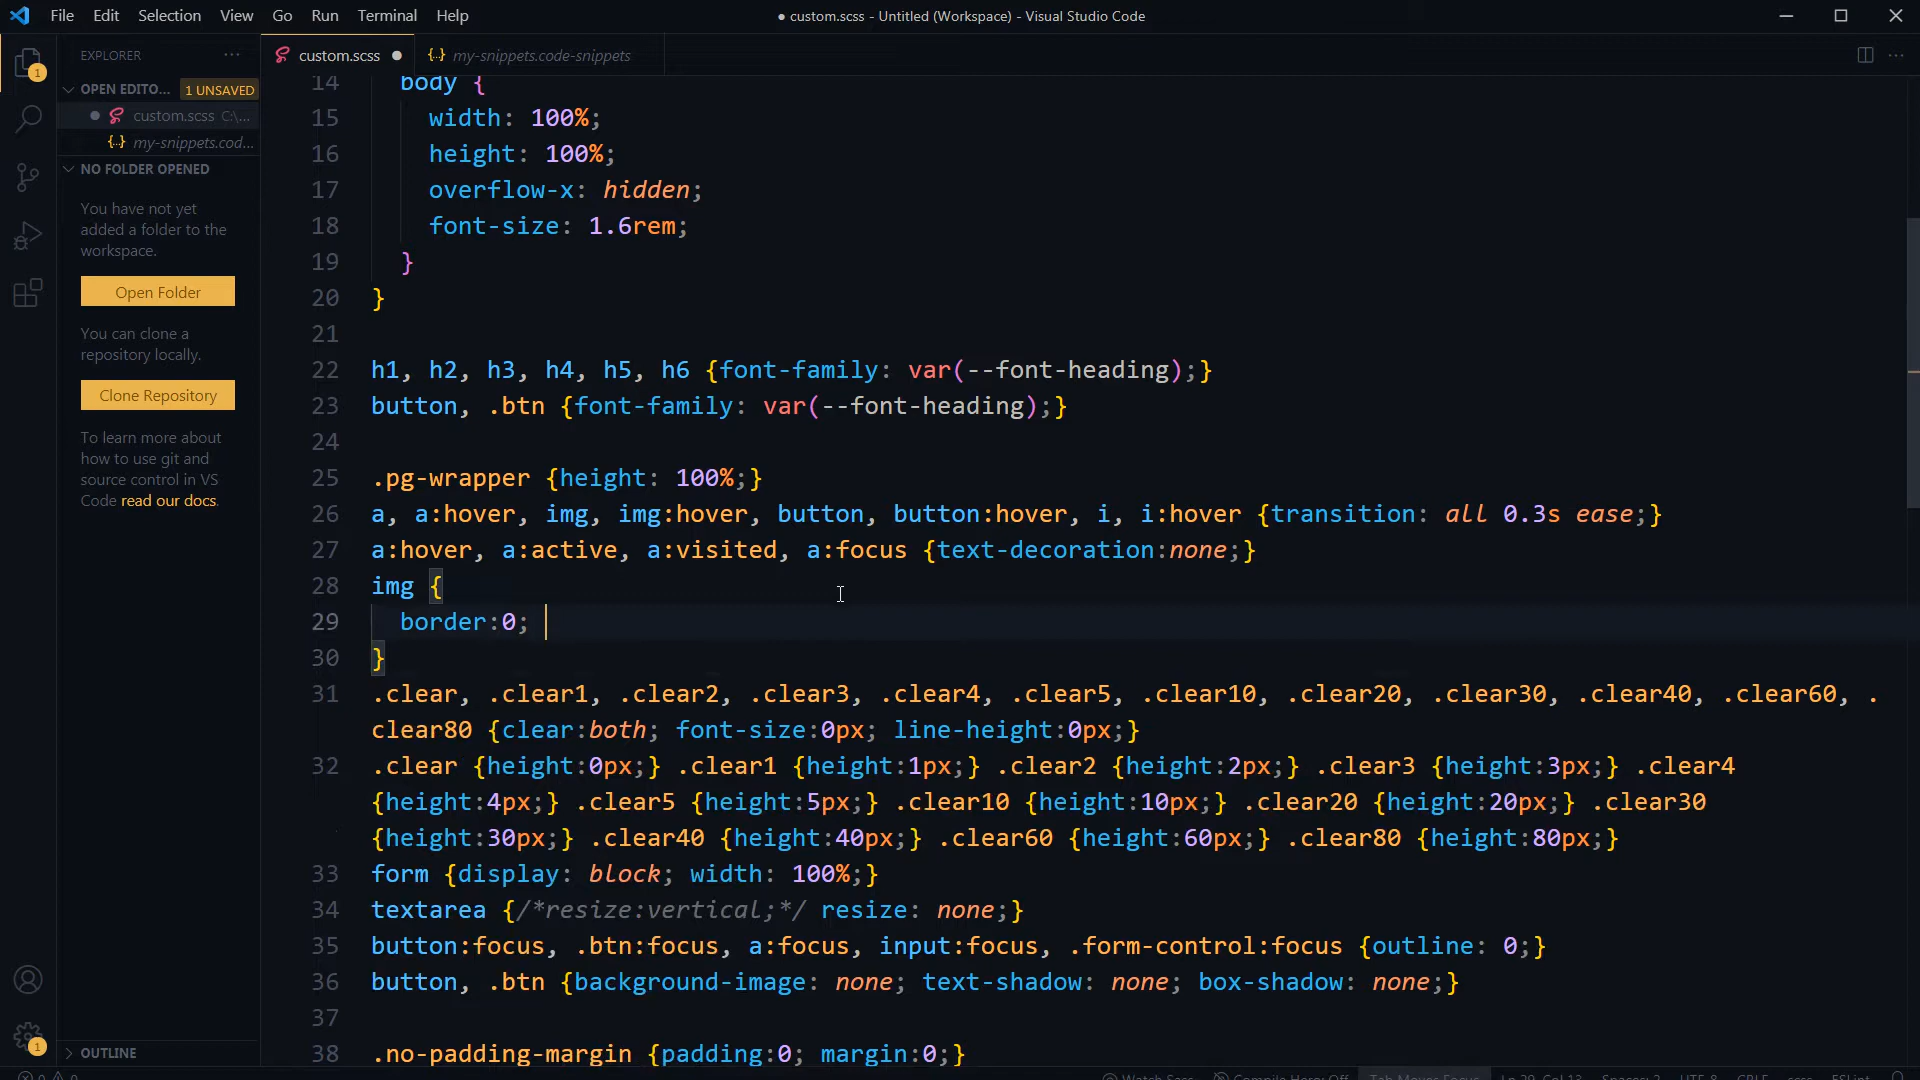 File Edit Selection View Go Run Terminal Help
● custom.scss - Untitled (Workspace) - Visual Studio Code
EXPLORER ...
custom.scss ●
{..} my-snippets.code-snippets
OPEN EDITO... 1 UNSAVED
● custom.scss C:\...
{..} my-snippets.cod...
NO FOLDER OPENED
You have not yet
added a folder to the
workspace.
Open Folder
You can clone a
repository locally.
Clone Repository
To learn more about
how to use git and
source control in VS
Code read our docs.
OUTLINE
1
1
14 body {
15 width: 100%;
16 height: 100%;
17 overflow-x: hidden;
18 font-size: 1.6rem;
19 }
20 }
21
22 h1, h2, h3, h4, h5, h6 {font-family: var(--font-heading);}
23 button, .btn {font-family: var(--font-heading);}
24
25 .pg-wrapper {height: 100%;}
26 a, a:hover, img, img:hover, button, button:hover, i, i:hover {transition: all 0.3s ease;}
27 a:hover, a:active, a:visited, a:focus {text-decoration:none;}
28 img {
29 border:0;
30 }
31 .clear, .clear1, .clear2, .clear3, .clear4, .clear5, .clear10, .clear20, .clear30, .clear40, .clear60, .
clear80 {clear:both; font-size:0px; line-height:0px;}
32 .clear {height:0px;} .clear1 {height:1px;} .clear2 {height:2px;} .clear3 {height:3px;} .clear4
{height:4px;} .clear5 {height:5px;} .clear10 {height:10px;} .clear20 {height:20px;} .clear30
{height:30px;} .clear40 {height:40px;} .clear60 {height:60px;} .clear80 {height:80px;}
33 form {display: block; width: 100%;}
34 textarea {/*resize:vertical;*/ resize: none;}
35 button:focus, .btn:focus, a:focus, input:focus, .form-control:focus {outline: 0;}
36 button, .btn {background-image: none; text-shadow: none; box-shadow: none;}
37
38 .no-padding-margin {padding:0; margin:0;}